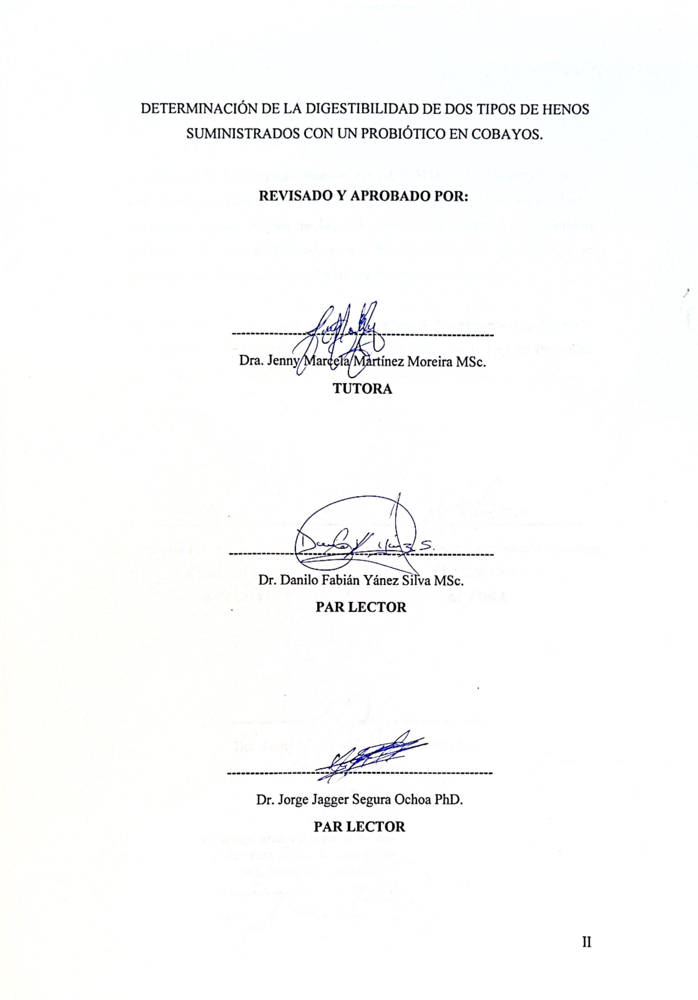 DETERMINACIÓN DE LA DIGESTIBILIDAD DE DOS TIPOS DE HENOS
SUMINISTRADOS CON UN PROBIÓTICO EN COBAYOS.
REVISADO Y APROBADO POR:
Dra. Jenny Marcela Martínez Moreira MSc.
TUTORA
Danilo Yánez S.
Dr. Danilo Fabián Yánez Silva MSc.
PAR LECTOR
Dr. Jorge Jagger Segura Ochoa PhD.
PAR LECTOR
II